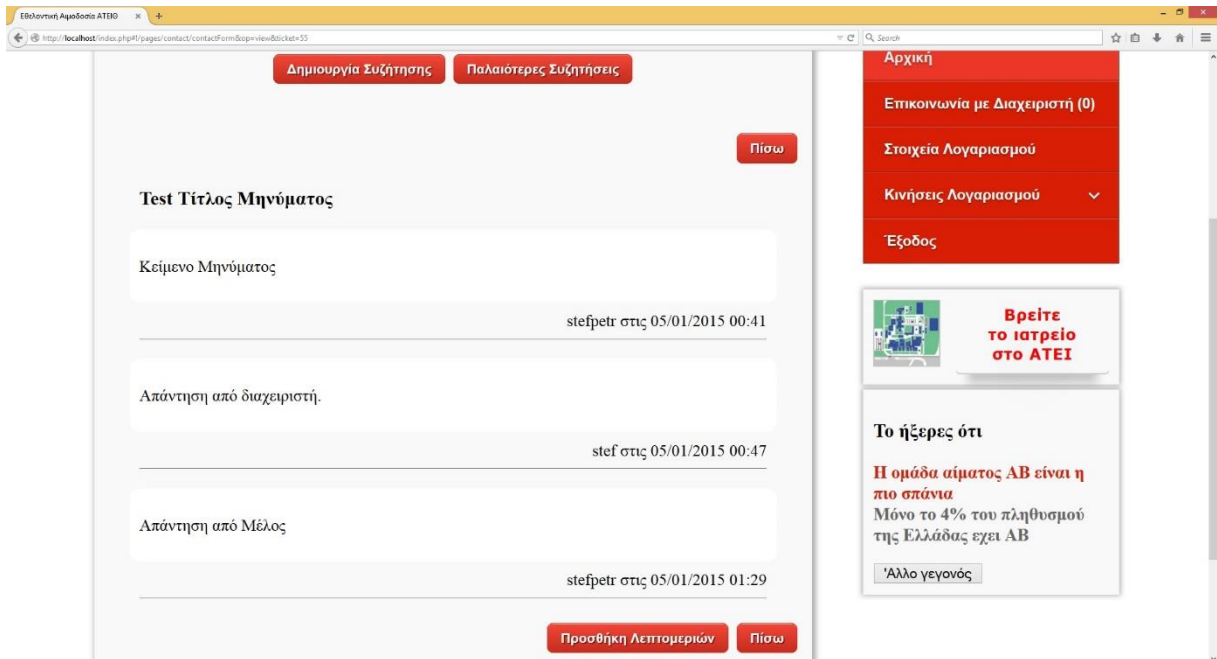 Εθελοντική Αιμοδοσία ΑΤΕΙΘ
http://localhost/index.php#!/pages/contact/contactForm&op=view&ticket=55
Search
Δημιουργία Συζήτησης Παλαιότερες Συζητήσεις
Πίσω
Test Τίτλος Μηνύματος
Κείμενο Μηνύματος
stefpetr στις 05/01/2015 00:41
Απάντηση από διαχειριστή.
stef στις 05/01/2015 00:47
Απάντηση από Μέλος
stefpetr στις 05/01/2015 01:29
Προσθήκη Λεπτομεριών Πίσω
Αρχική
Επικοινωνία με Διαχειριστή (0)
Στοιχεία Λογαριασμού
Κινήσεις Λογαριασμού
Έξοδος
Βρείτε
το ιατρείο
στο ΑΤΕΙ
Το ήξερες ότι
Η ομάδα αίματος ΑΒ είναι η
πιο σπάνια
Μόνο το 4% του πληθυσμού
της Ελλάδας εχει ΑΒ
'Αλλο γεγονός